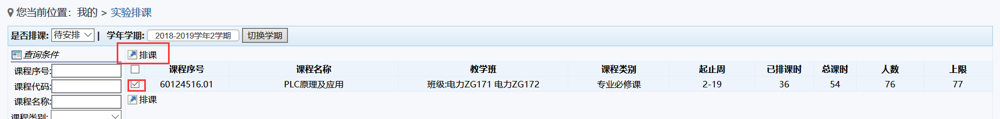 您当前位置：我的 > 实验排课
是否排课: 待安排 | 学年学期: 2018-2019学年2学期 切换学期
查询条件
课程序号:
课程代码:
课程名称:
课程类别:
排课
课程序号 课程名称 教学班 课程类别 起止周 已排课时 总课时 人数 上限
60124516.01 PLC原理及应用 班级:电力ZG171 电力ZG172 专业必修课 2-19 36 54 76 77
排课